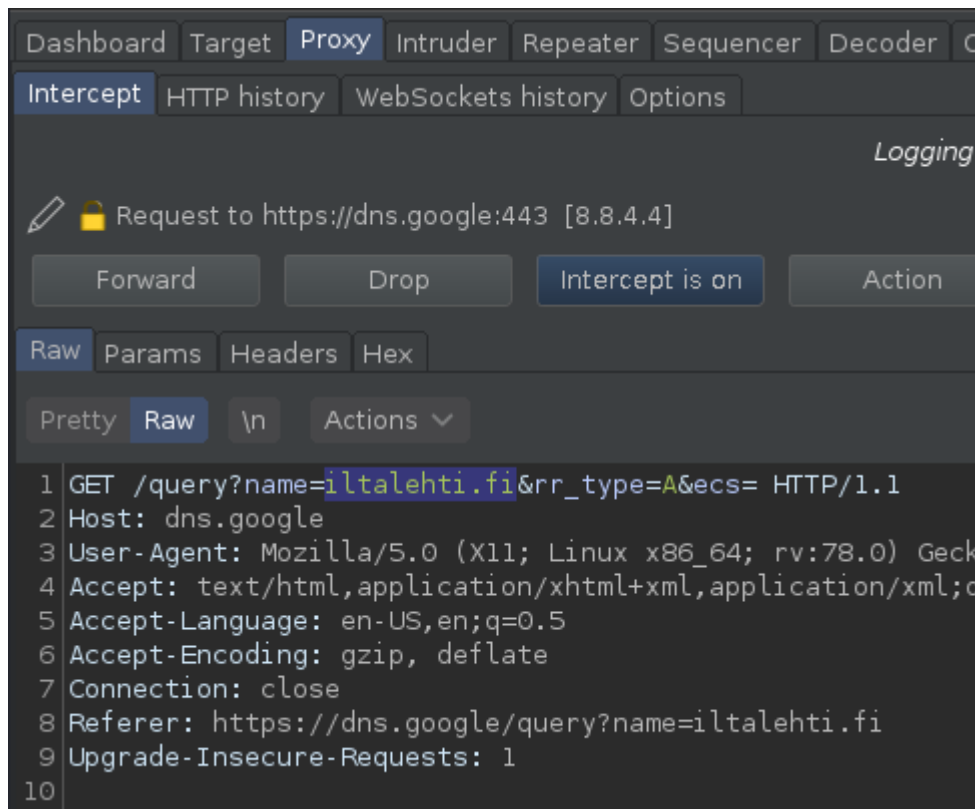 Dashboard Target Proxy Intruder Repeater Sequencer Decoder
Intercept HTTP history WebSockets history Options
Logging
Request to https://dns.google:443 [8.8.4.4]
Forward Drop Intercept is on Action
Raw Params Headers Hex
Pretty Raw \n Actions
1 GET /query?name=iltalehti.fi&rr_type=A&ecs= HTTP/1.1
2 Host: dns.google
3 User-Agent: Mozilla/5.0 (X11; Linux x86_64; rv:78.0) Geck
4 Accept: text/html,application/xhtml+xml,application/xml;
5 Accept-Language: en-US,en;q=0.5
6 Accept-Encoding: gzip, deflate
7 Connection: close
8 Referer: https://dns.google/query?name=iltalehti.fi
9 Upgrade-Insecure-Requests: 1
10